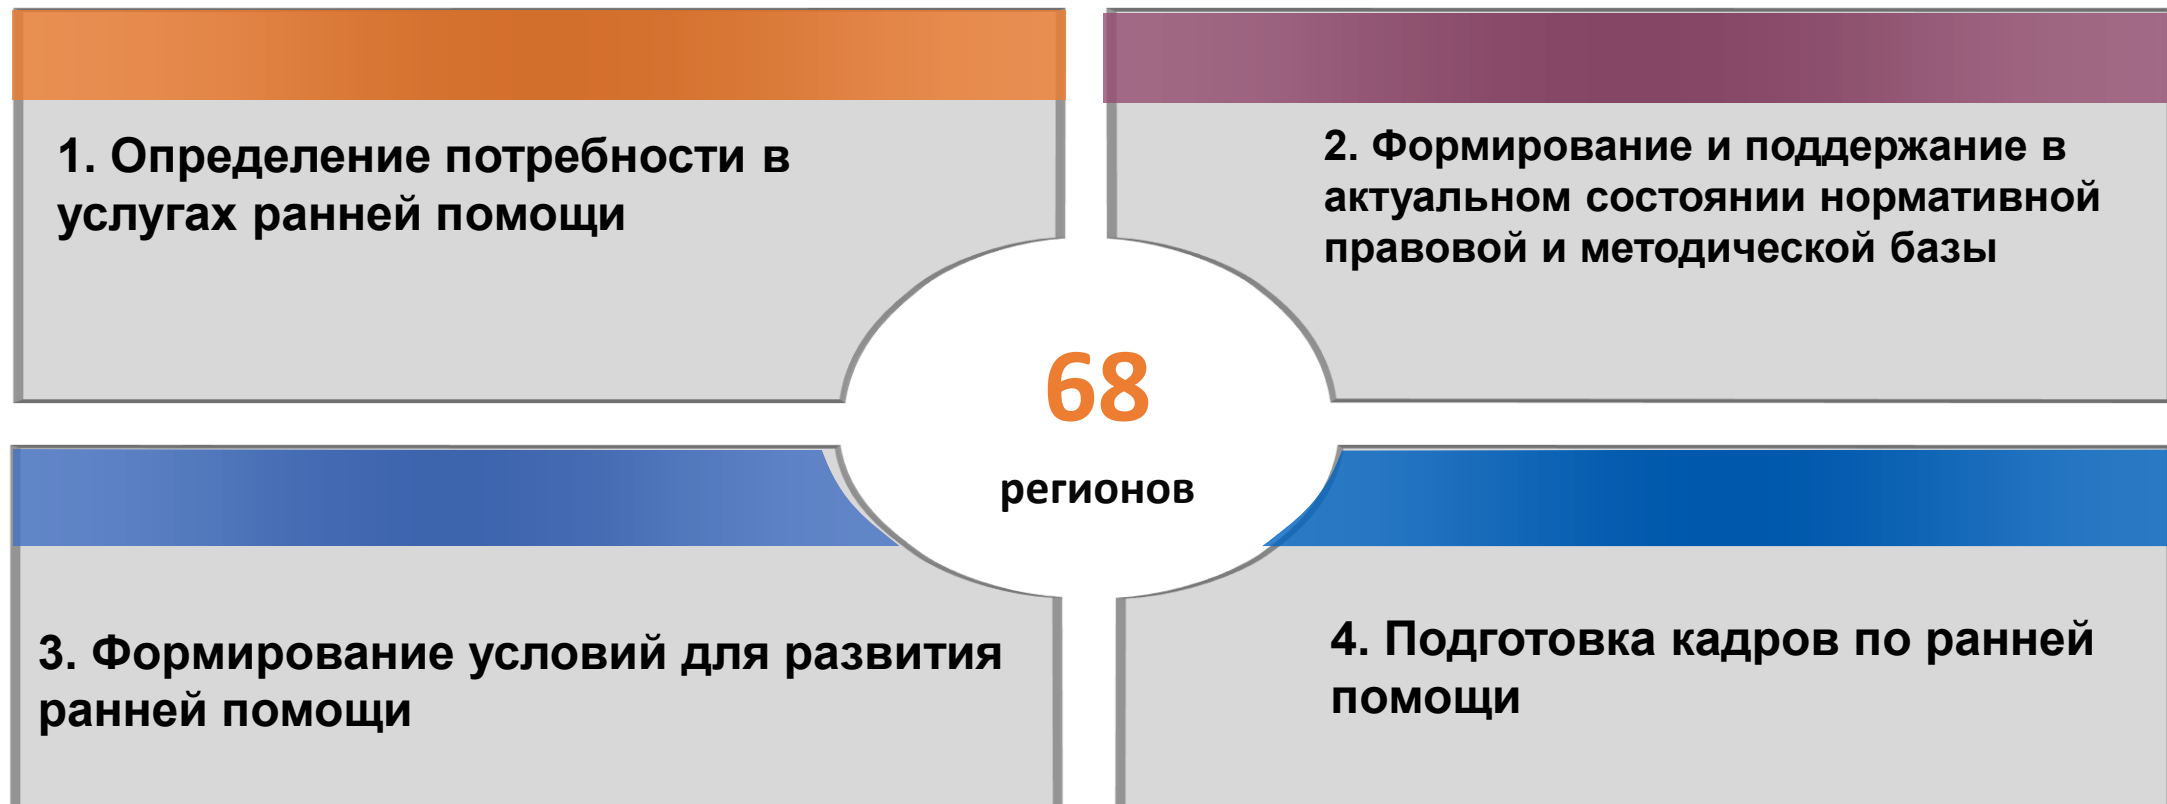 1. Определение потребности в
услугах ранней помощи
2. Формирование и поддержание в
актуальном состоянии нормативной
правовой и методической базы
68
регионов
3. Формирование условий для развития
ранней помощи
4. Подготовка кадров по ранней
помощи